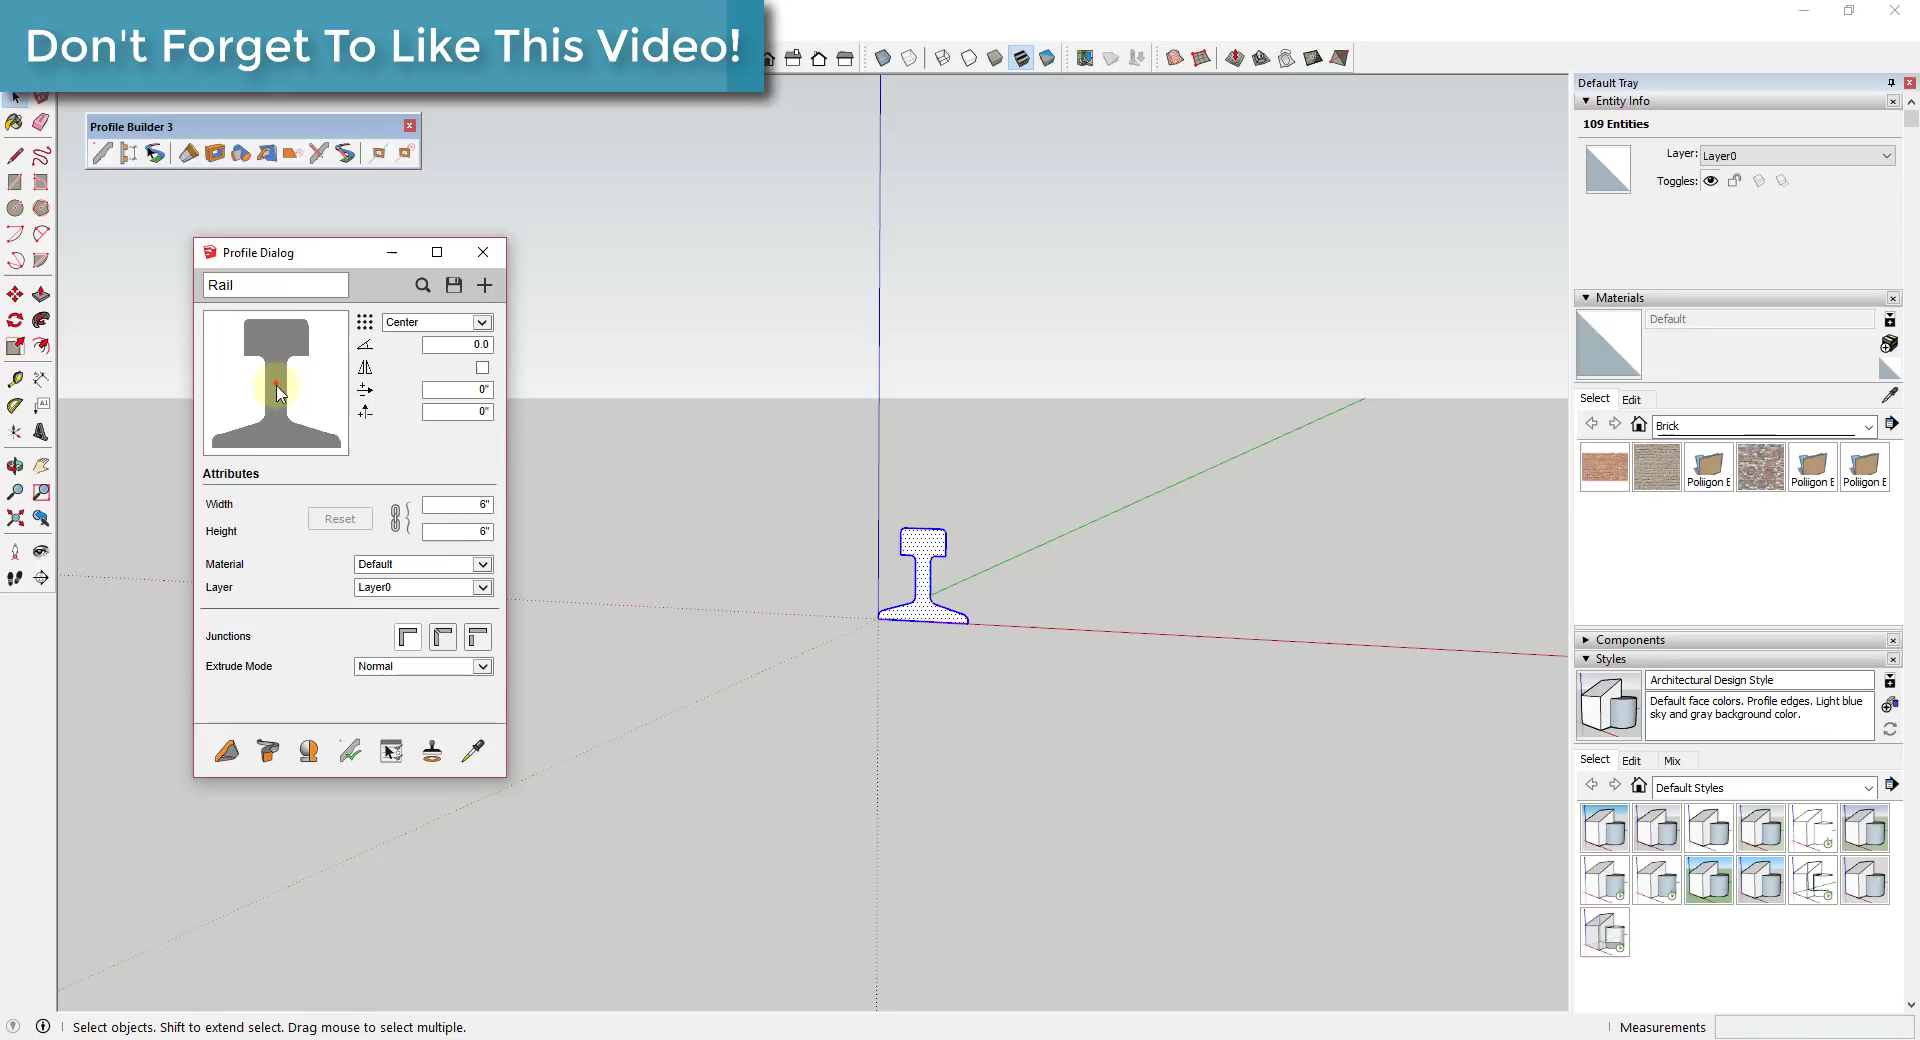 Don't Forget To Like This Video!
Default Tray
Entity Info
109 Entities
Layer:
Layer0
Toggles:
Profile Builder 3
Profile Dialog
Rail
Center
0.0
0"
0"
Attributes
Width
6"
Reset
Height
6"
Material
Default
Layer
Layer0
Junctions
Extrude Mode
Normal
Materials
Default
Select
Edit
Brick
Poliigon E
Poliigon E
Poliigon E
Components
Styles
Architectural Design Style
Default face colors. Profile edges. Light blue
sky and gray background color.
Select
Edit
Mix
Default Styles
Select objects. Shift to extend select. Drag mouse to select multiple.
Measurements